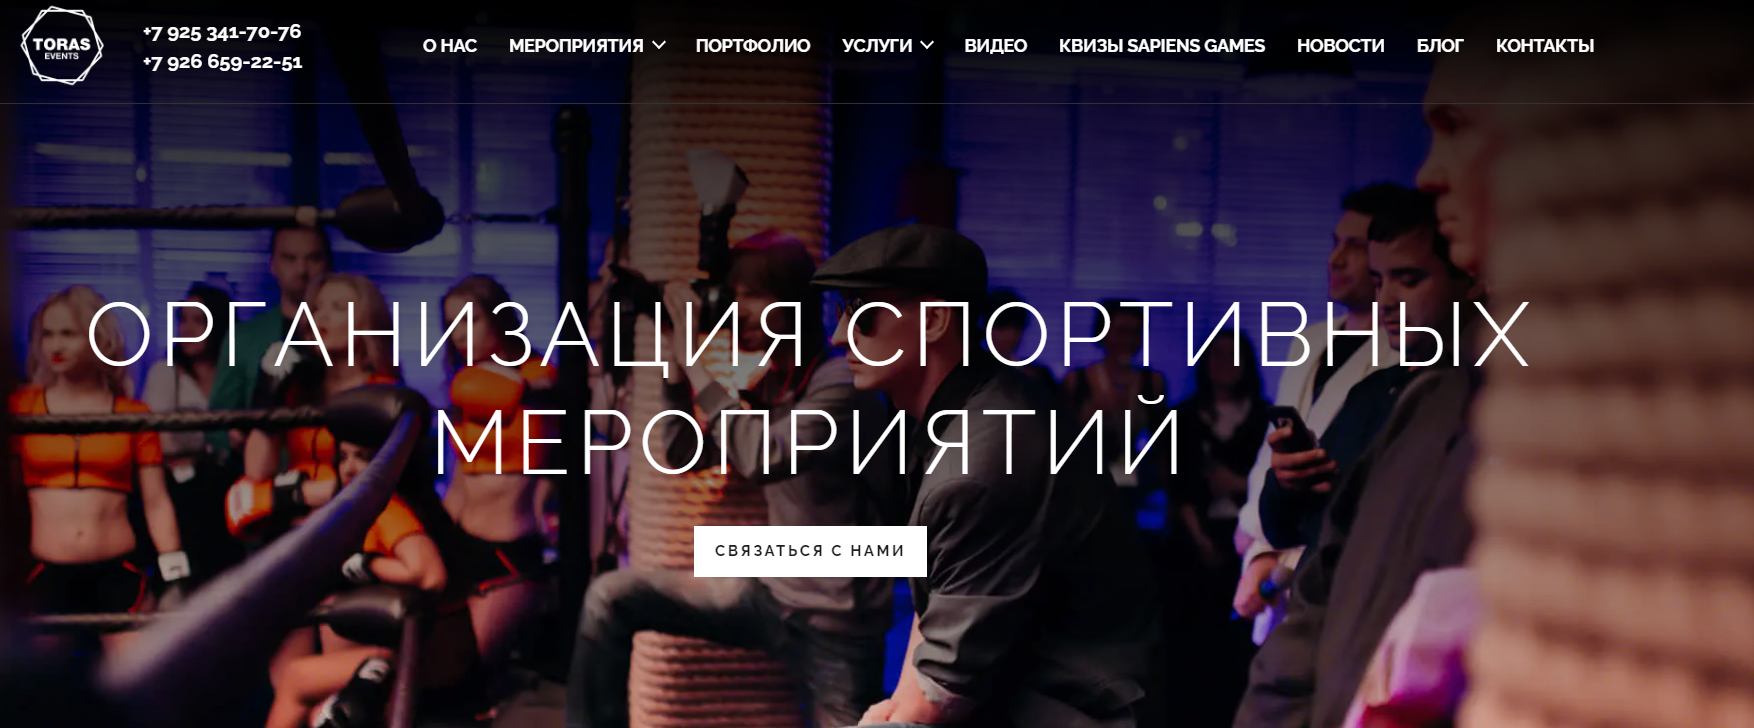 TORAS
EVENTS
+7 925 341-70-76
+7 926 659-22-51
О НАС МЕРОПРИЯТИЯ ПОРТФОЛИО УСЛУГИ ВИДЕО КВИЗЫ SAPIENS GAMES НОВОСТИ БЛОГ КОНТАКТЫ
ОРГАНИЗАЦИЯ СПОРТИВНЫХ
МЕРОПРИЯТИЙ
СВЯЗАТЬСЯ С НАМИ